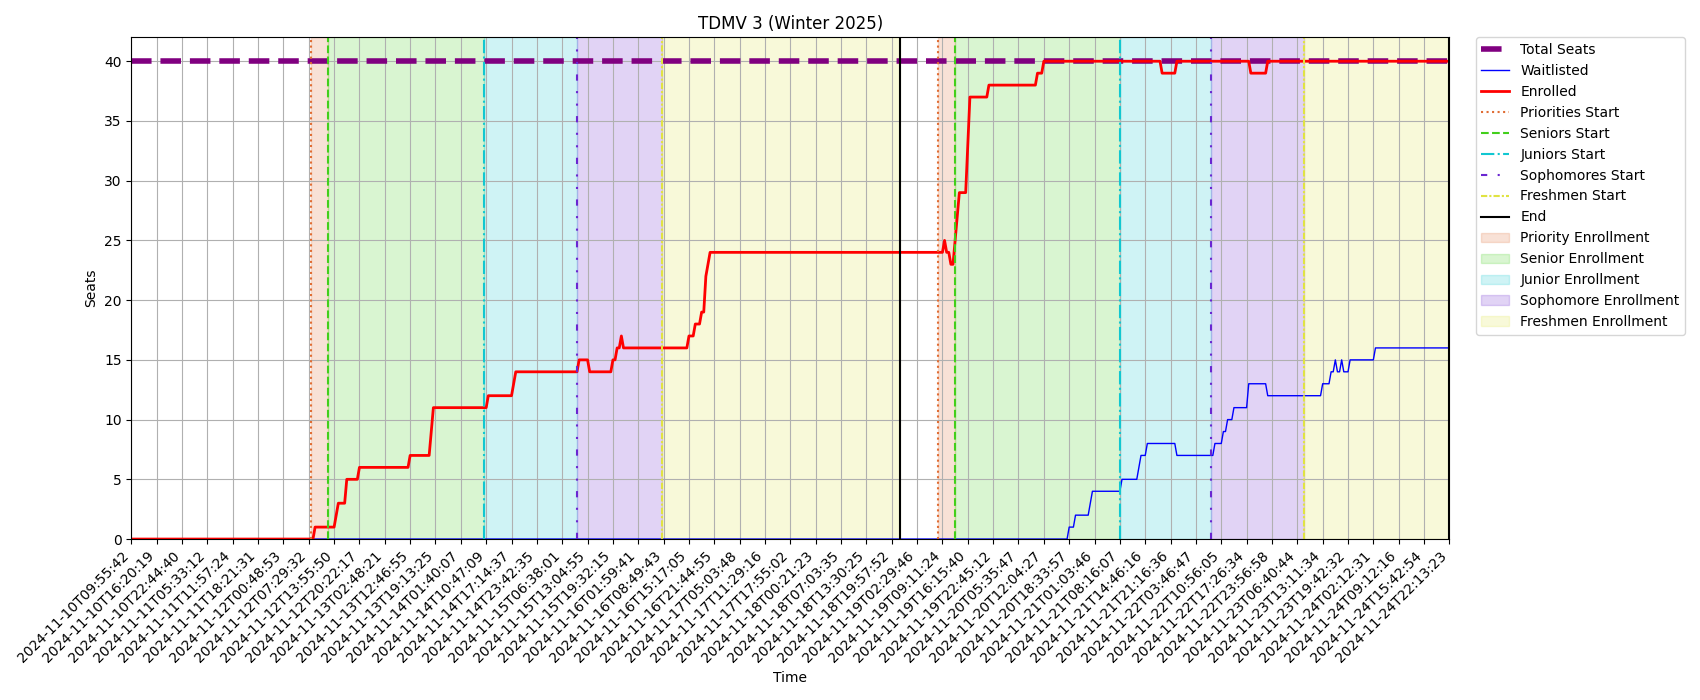 TDMV 3 (Winter 2025)
Seats
40
35
30
25
20
15
10
5
0
2024-11-10T09:55:42
2024-11-10T16:20:19
2024-11-10T22:44:40
2024-11-11T05:33:12
2024-11-11T11:57:24
2024-11-11T18:21:31
2024-11-12T00:48:53
2024-11-12T07:29:32
2024-11-12T13:55:50
2024-11-12T20:22:17
2024-11-13T02:48:21
2024-11-13T12:46:55
2024-11-13T19:13:25
2024-11-14T01:40:07
2024-11-14T10:47:09
2024-11-14T17:14:37
2024-11-14T23:42:35
2024-11-15T06:38:01
2024-11-15T13:04:55
2024-11-15T19:32:15
2024-11-16T01:59:41
2024-11-16T08:49:43
2024-11-16T15:17:05
2024-11-16T21:44:55
2024-11-17T05:03:48
2024-11-17T11:29:16
2024-11-17T17:55:02
2024-11-18T00:21:23
2024-11-18T07:03:35
2024-11-18T13:30:25
2024-11-18T19:57:52
2024-11-19T02:29:46
2024-11-19T09:11:24
2024-11-19T16:15:40
2024-11-19T22:45:12
2024-11-20T05:35:47
2024-11-20T12:04:27
2024-11-20T18:33:57
2024-11-21T01:03:46
2024-11-21T08:16:07
2024-11-21T14:46:16
2024-11-21T21:16:36
2024-11-22T03:46:47
2024-11-22T10:56:05
2024-11-22T17:26:34
2024-11-22T23:56:58
2024-11-23T06:40:44
2024-11-23T13:11:34
2024-11-23T19:42:32
2024-11-24T02:12:31
2024-11-24T09:12:16
2024-11-24T15:42:54
2024-11-24T22:13:23
Time
Total Seats
Waitlisted
Enrolled
Priorities Start
Seniors Start
Juniors Start
Sophomores Start
Freshmen Start
End
Priority Enrollment
Senior Enrollment
Junior Enrollment
Sophomore Enrollment
Freshmen Enrollment